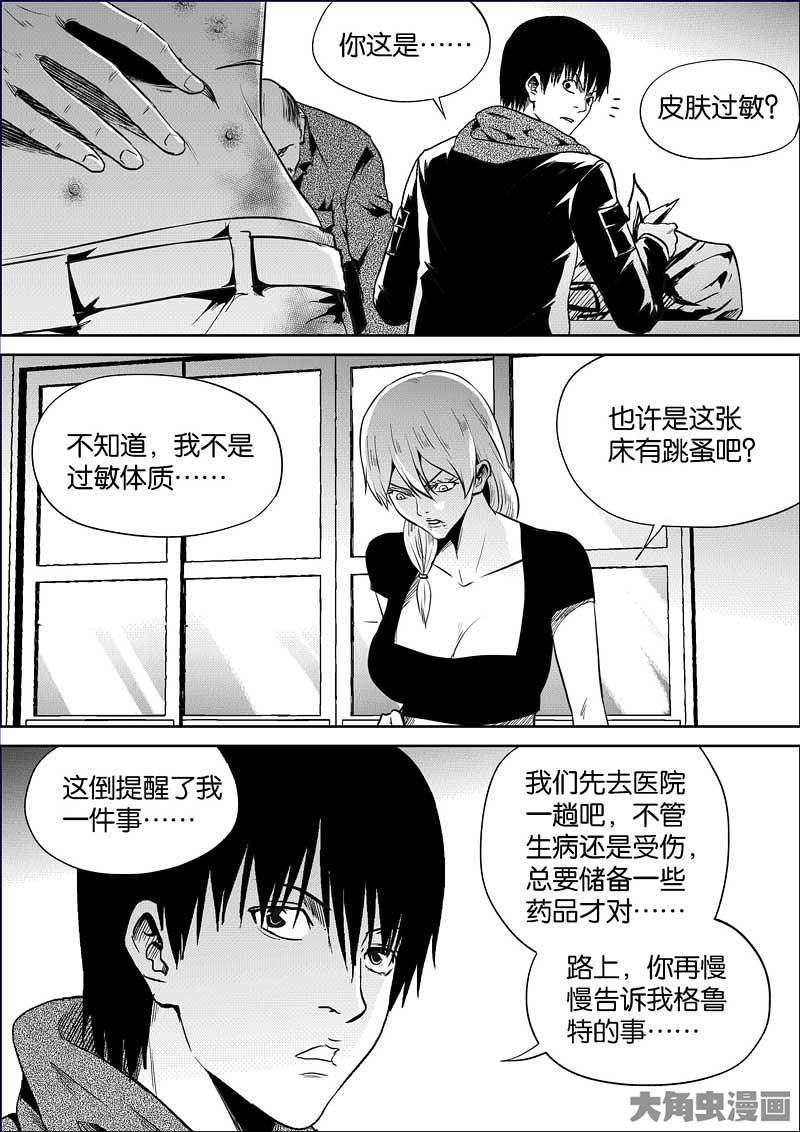 你这是……
皮肤过敏？
不知道，我不是
过敏体质……
也许是这张
床有跳蚤吧？
这倒提醒了我
一件事……
我们先去医院
一趟吧，不管
生病还是受伤，
总要储备一些
药品才对……
路上，你再慢
慢告诉我格鲁
特的事……
大角虫漫画